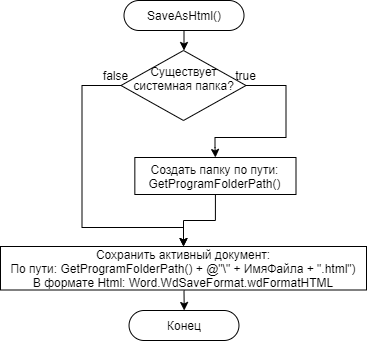 SaveAsHtml()
false
Существует
true
системная папка?
Создать папку по пути:
GetProgramFolderPath()
Сохранить активный документ:
По пути: GetProgramFolderPath() + @"\" + ИмяФайла + ".html")
В формате Html: Word.WdSaveFormat.wdFormatHTML
Конец